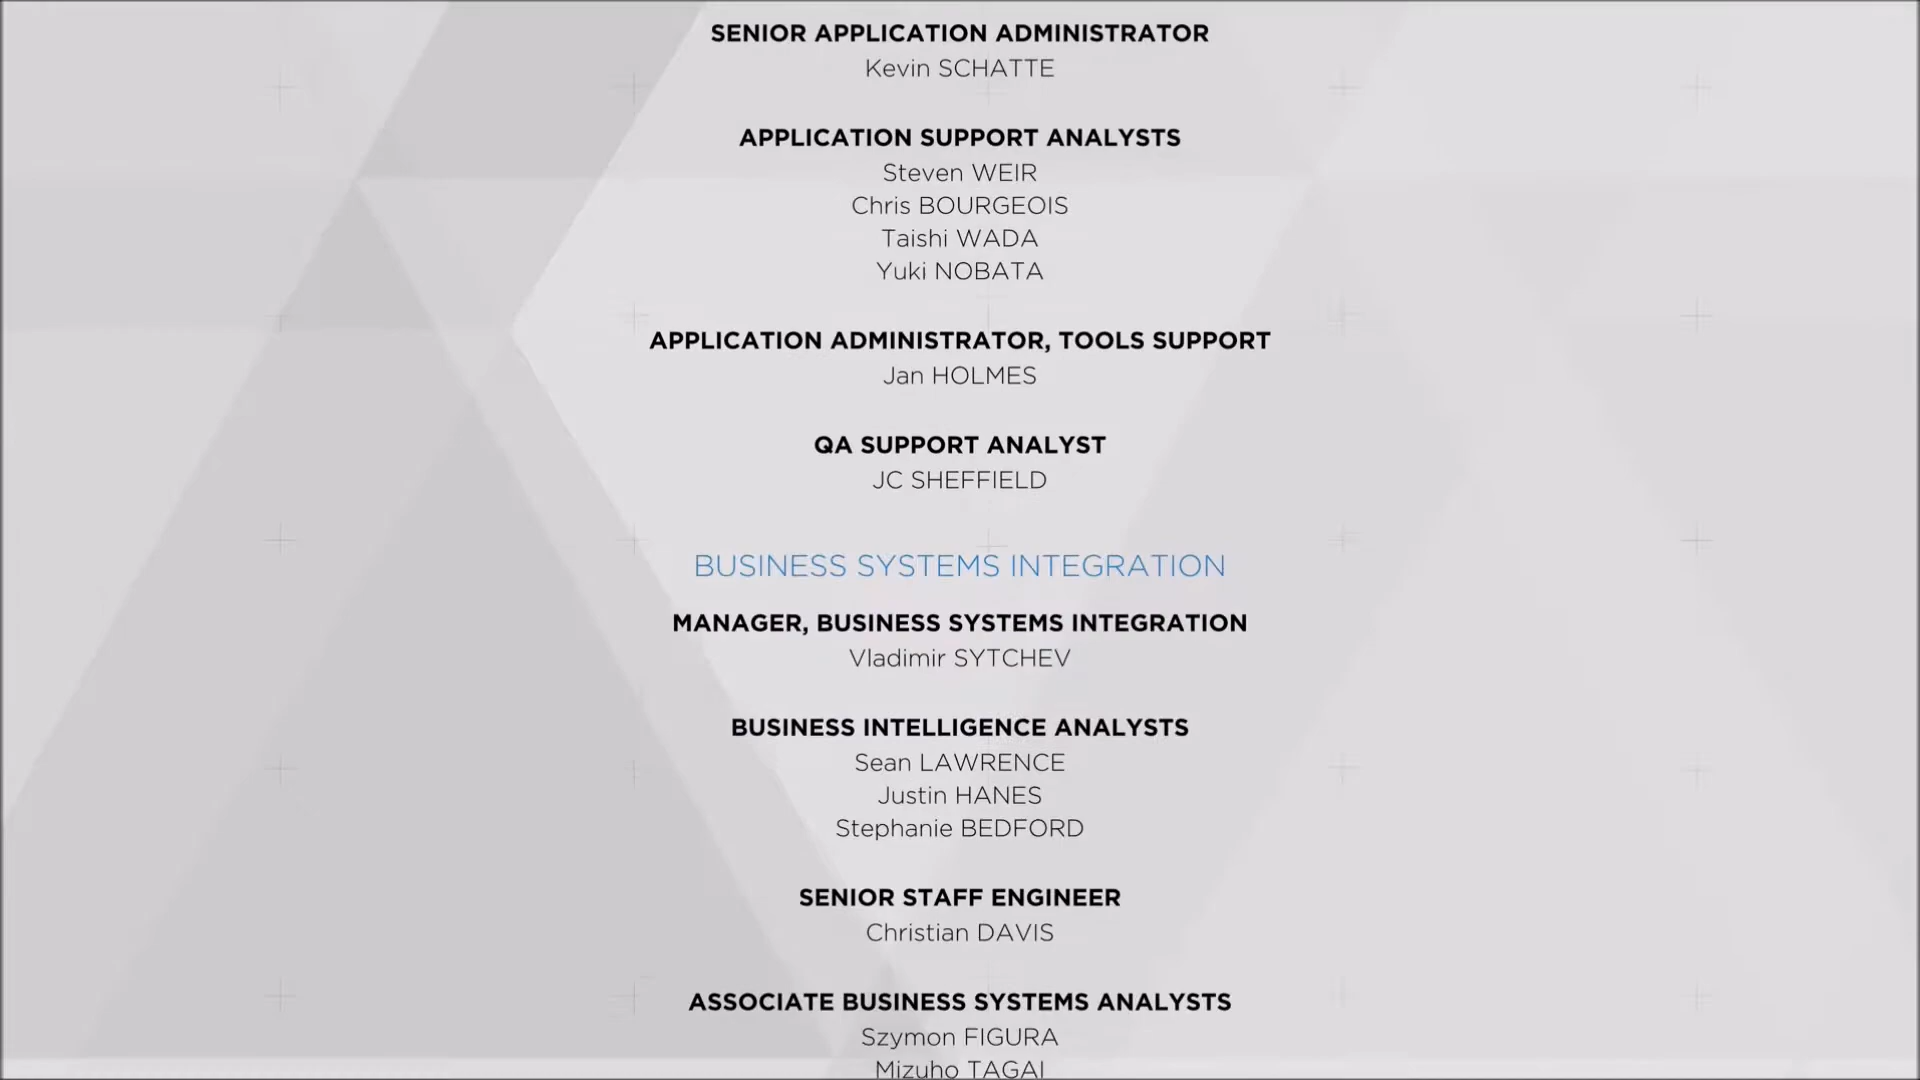 SENIOR APPLICATION ADMINISTRATOR
Kevin SCHATTE
APPLICATION SUPPORT ANALYSTS
Steven WEIR
Chris BOURGEOIS
Taishi WADA
Yuki NOBATA
APPLICATION ADMINISTRATOR, TOOLS SUPPORT
Jan HOLMES
QA SUPPORT ANALYST
JC SHEFFIELD
BUSINESS SYSTEMS INTEGRATION
MANAGER, BUSINESS SYSTEMS INTEGRATION
Vladimir SYTCHEV
BUSINESS INTELLIGENCE ANALYSTS
Sean LAWRENCE
Justin HANES
Stephanie BEDFORD
SENIOR STAFF ENGINEER
Christian DAVIS
ASSOCIATE BUSINESS SYSTEMS ANALYSTS
Szymon FIGURA
Mizuho TAGAI